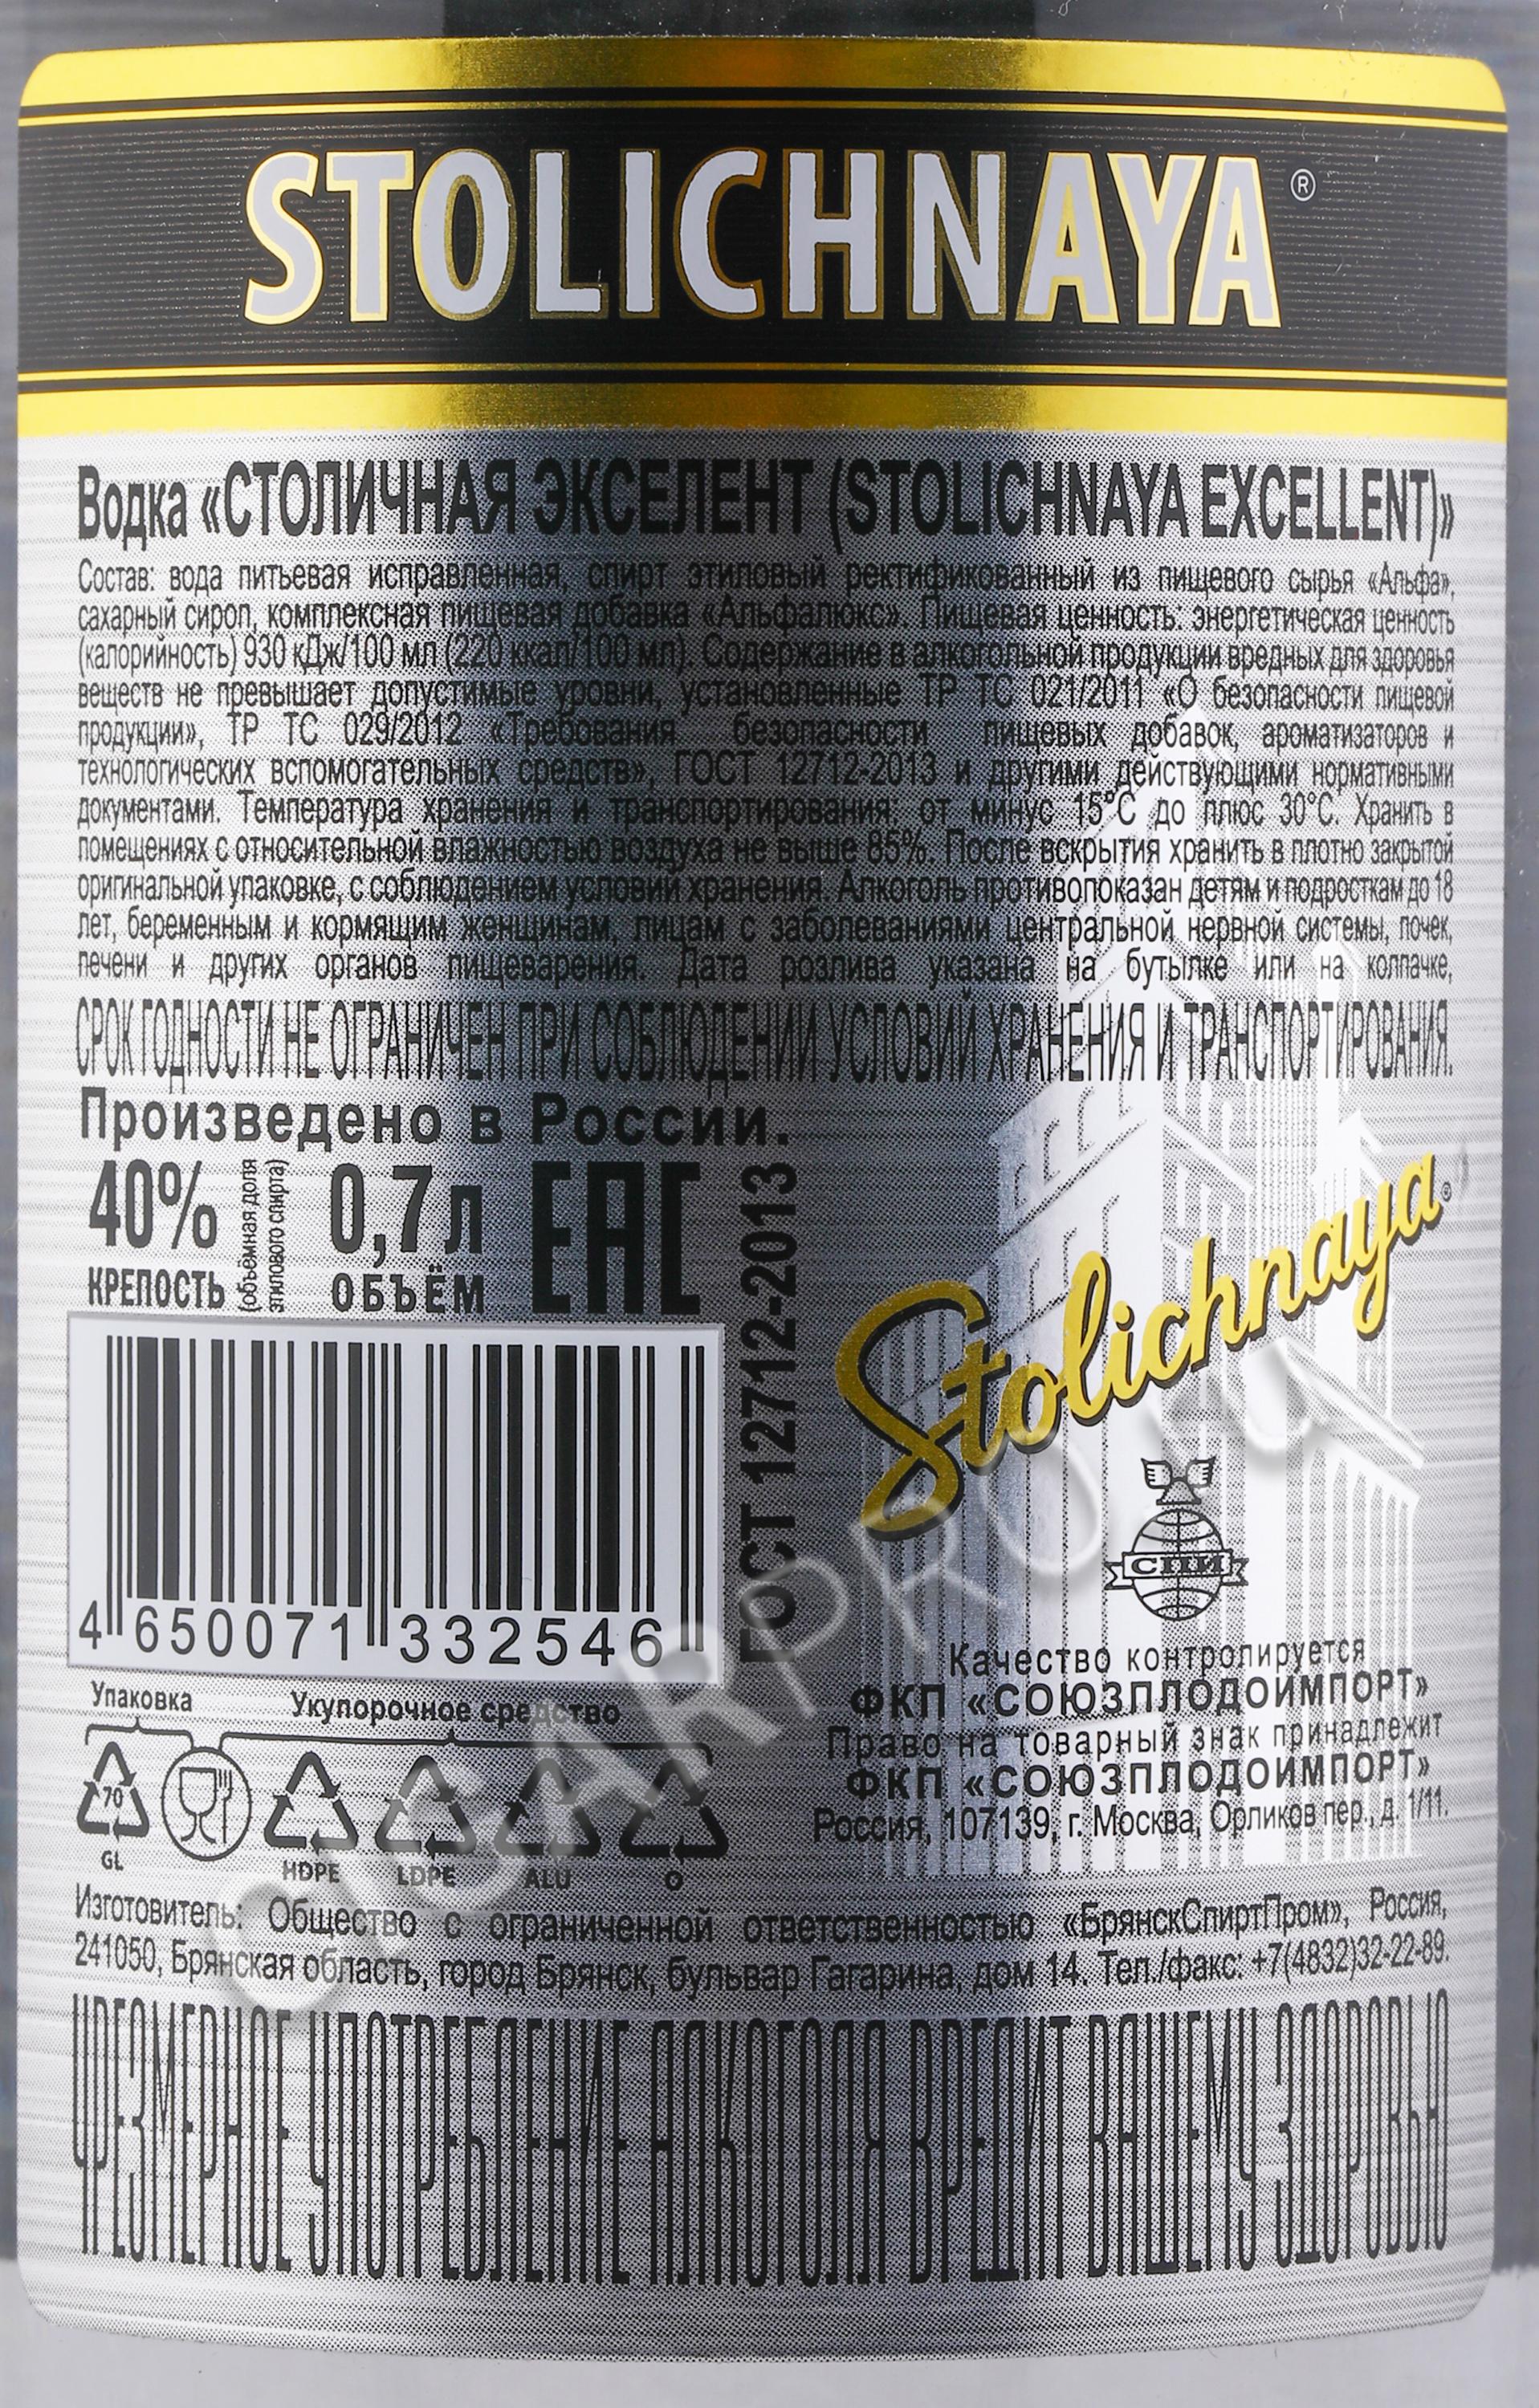 STOLICHNAYA®
Водка «СТОЛИЧНАЯ ЭКСЕЛЕНТ (STOLICHNAYA EXCELLENT)»
Состав: вода питьевая исправленная, спирт этиловый ректификованный из пищевого сырья «Альфа»,
сахарный сироп, комплексная пищевая добавка «Альфалюкс». Пищевая ценность: энергетическая ценность
(калорийность) 930 кДж/100 мл (220 ккал/100 мл). Содержание в алкогольной продукции вредных для здоровья
веществ не превышает допустимые уровни, установленные ТР ТС 021/2011 «О безопасности пищевой
продукции», ТР ТС 029/2012 «Требования безопасности пищевых добавок, ароматизаторов и
технологических вспомогательных средств», ГОСТ 12712-2013 и другими действующими нормативными
документами. Температура хранения и транспортирования: от минус 15°С до плюс 30°С. Хранить в
помещениях с относительной влажностью воздуха не выше 85%. После вскрытия хранить в плотно закрытой
оригинальной упаковке, с соблюдением условий хранения. Алкоголь противопоказан детям и подросткам до 18
лет, беременным и кормящим женщинам, лицам с заболеваниями центральной нервной системы, почек,
печени и других органов пищеварения. Дата розлива указана на бутылке или на колпачке,
СРОК ГОДНОСТИ НЕ ОГРАНИЧЕН ПРИ СОБЛЮДЕНИИ УСЛОВИЙ ХРАНЕНИЯ И ТРАНСПОРТИРОВАНИЯ.
Произведено в России.
40%
КРЕПОСТЬ
(объёмная доля
этилового спирта)
0,7 л
ОБЪЁМ
EAC
ГОСТ 12712-2013
4 650071 332546
Stolichnaya®
СПИ
Качество контролируется
ФКП «СОЮЗПЛОДОИМПОРТ»
Право на товарный знак принадлежит
ФКП «СОЮЗПЛОДОИМПОРТ»
Россия, 107139, г. Москва, Орликов пер., д. 1/11.
Упаковка
Укупорочное средство
70
GL
HDPE
LDPE
ALU
O
Изготовитель: Общество с ограниченной ответственностью «БрянскСпиртПром», Россия,
241050, Брянская область, город Брянск, бульвар Гагарина, дом 14. Тел./факс: +7(4832)32-22-89.
ЧРЕЗМЕРНОЕ УПОТРЕБЛЕНИЕ АЛКОГОЛЯ ВРЕДИТ ВАШЕМУ ЗДОРОВЬЮ
CIGARPRO.RU